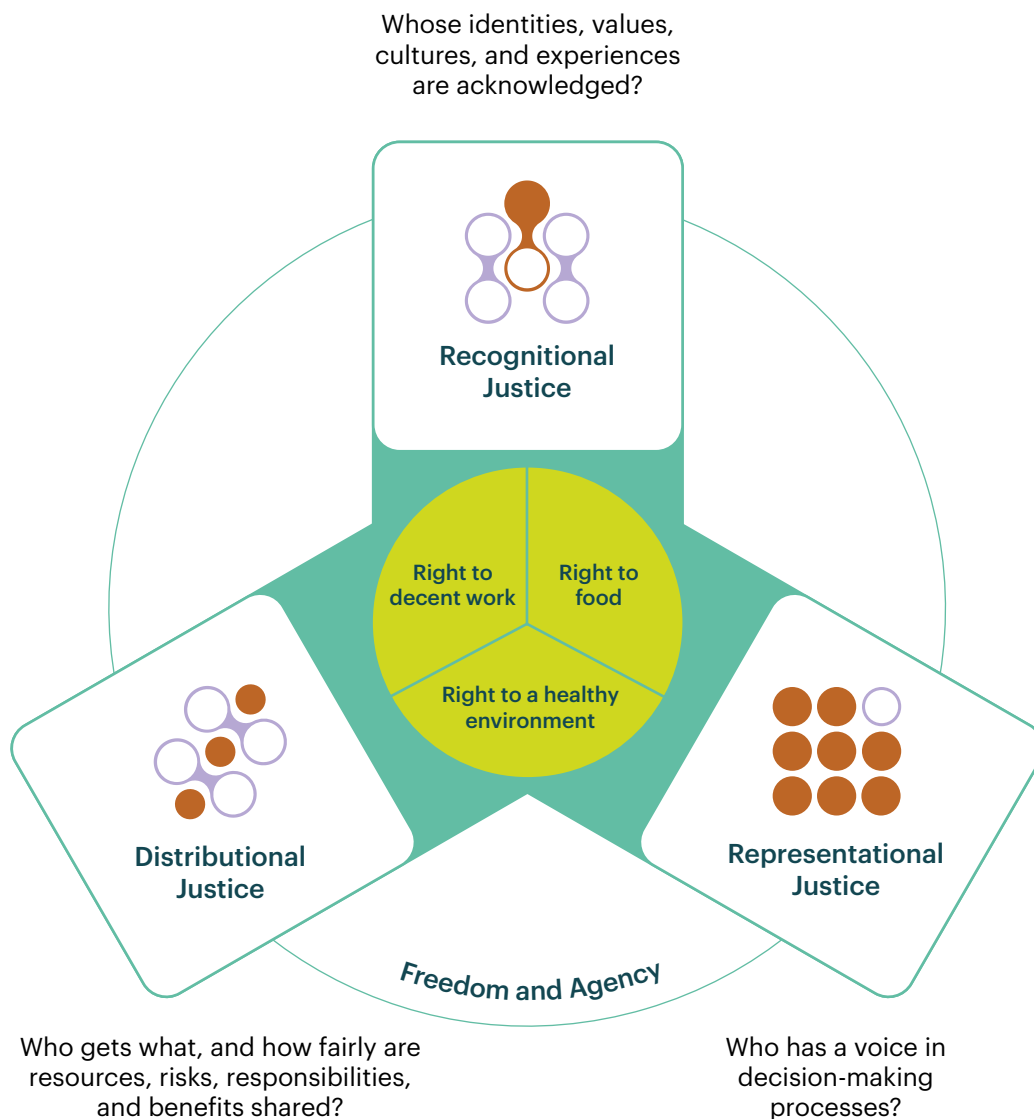 Whose identities, values,
cultures, and experiences
are acknowledged?
Recognitional
Justice
Right to
decent work
Right to
food
Right to a healthy
environment
Distributional
Justice
Representational
Justice
Freedom and Agency
Who gets what, and how fairly are
resources, risks, responsibilities,
and benefits shared?
Who has a voice in
decision-making
processes?